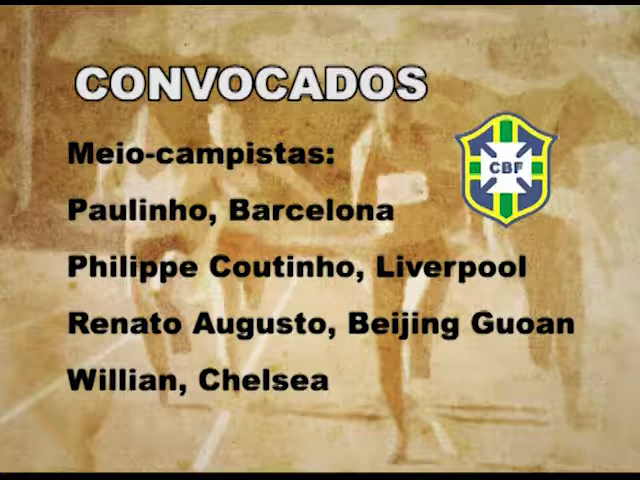 CONVOCADOS
CBF
Meio-campistas:
Paulinho, Barcelona
Philippe Coutinho, Liverpool
Renato Augusto, Beijing Guoan
Willian, Chelsea